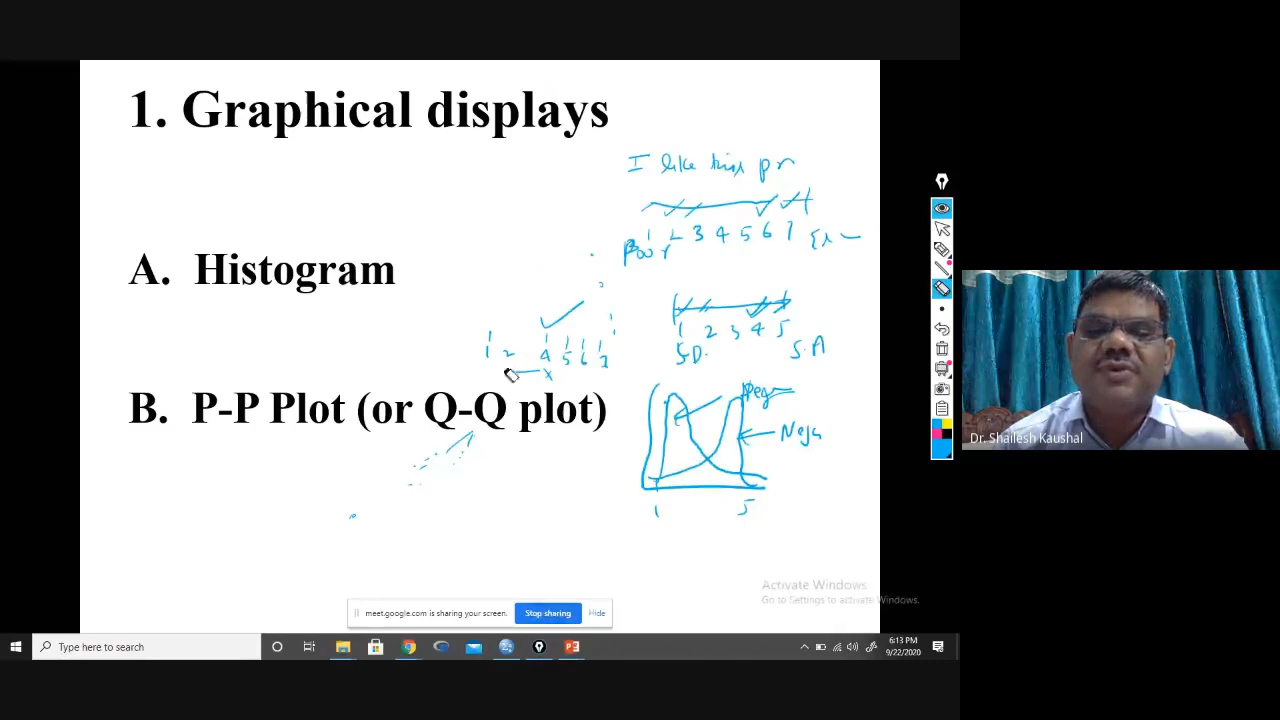 1. Graphical displays
I like this pr
1 2 3 4 5 6 7
Poor
A. Histogram
1 2 3 4 5
S.D. S.A
1 2 4 5 6 7
x
B. P-P Plot (or Q-Q plot)
1 5
Dr. Shailesh Kaushal
Activate Windows
Go to Settings to activate Windows.
meet.google.com is sharing your screen. Stop sharing Hide
Type here to search
6:13 PM
9/22/2020